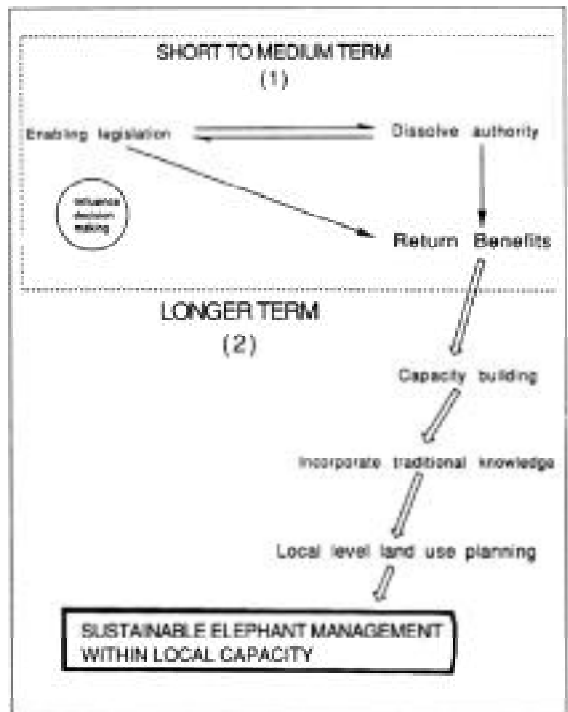 SHORT TO MEDIUM TERM
(1)
Enabling legislation
Dissolve authority
influence
decision
making
Return Benefits
LONGER TERM
(2)
Capacity building
Incorporate traditional knowledge
Local level land use planning
SUSTAINABLE ELEPHANT MANAGEMENT
WITHIN LOCAL CAPACITY